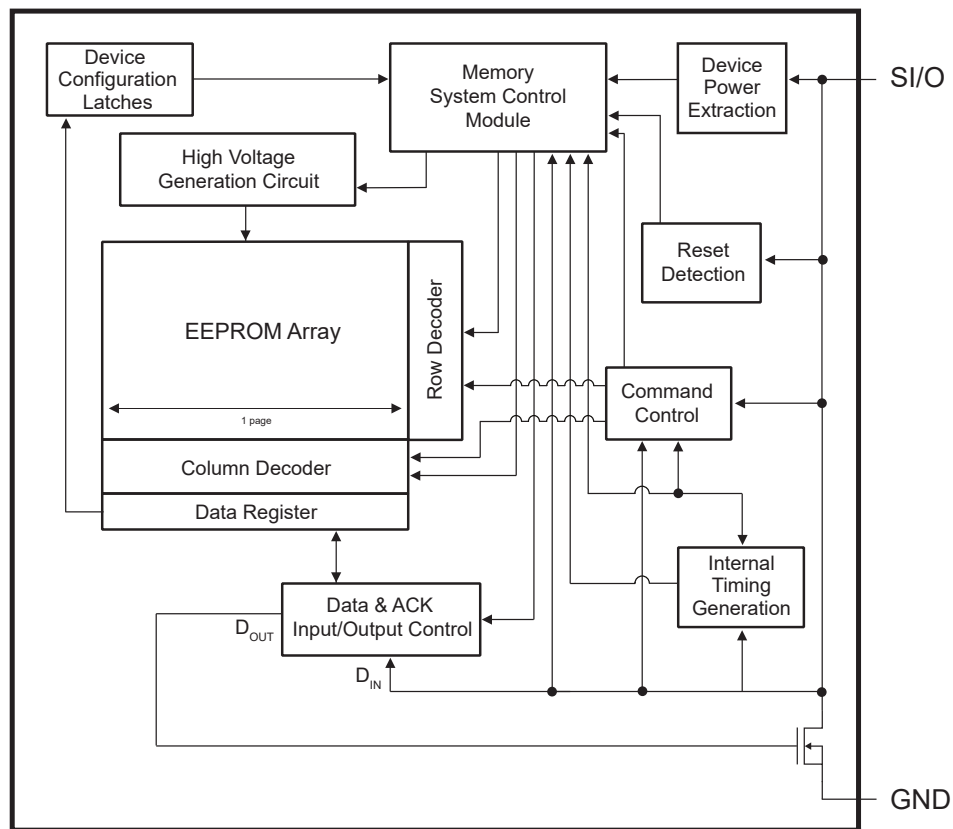 Device
Configuration
Latches
Memory
System Control
Module
Device
Power
Extraction
SI/O
High Voltage
Generation Circuit
Reset
Detection
EEPROM Array
Row Decoder
1 page
Command
Control
Column Decoder
Data Register
Internal
Timing
Generation
Data & ACK
Input/Output Control
DOUT
DIN
GND